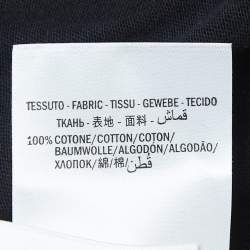 TESSUTO - FABRIC - TISSU - GEWEBE - TECIDO
ТКАНЬ - 表地 - 面料 - قماش
100% COTONE/COTTON/COTON/
BAUMWOLLE/ALGODÓN/ALGODÃO/
ХЛОПОК/綿/棉/قُطن